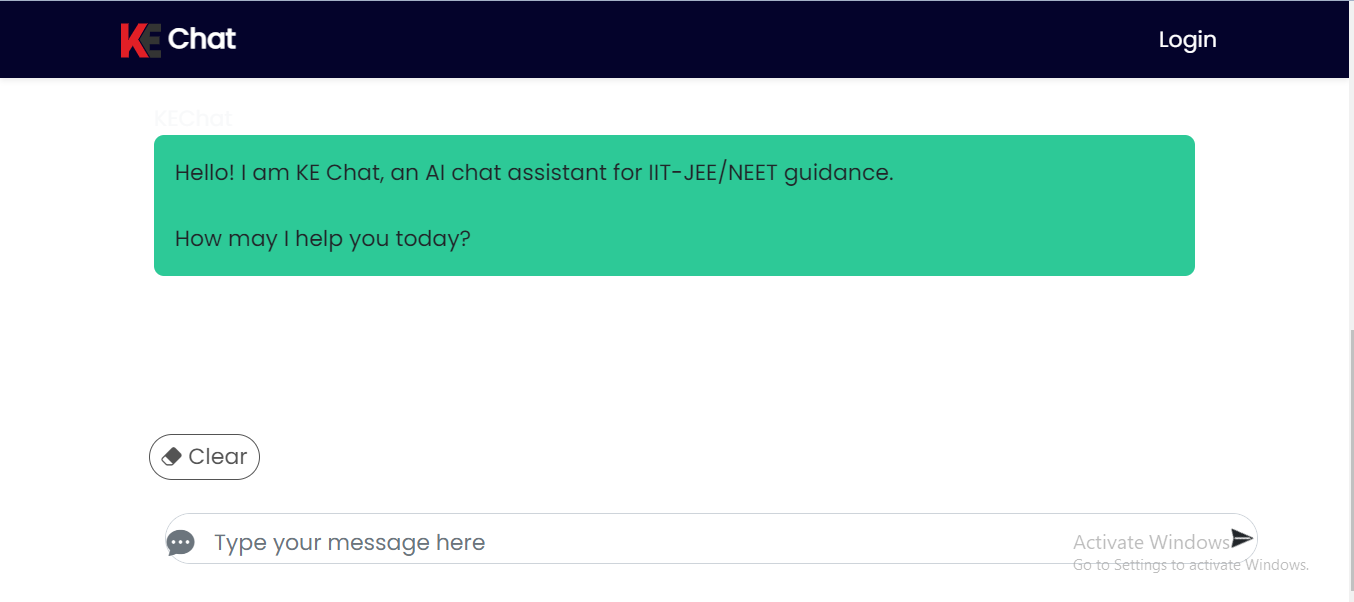 KE Chat
Login
KEChat
Hello! I am KE Chat, an AI chat assistant for IIT-JEE/NEET guidance.
How may I help you today?
Clear
Type your message here
Activate Windows
Go to Settings to activate Windows.